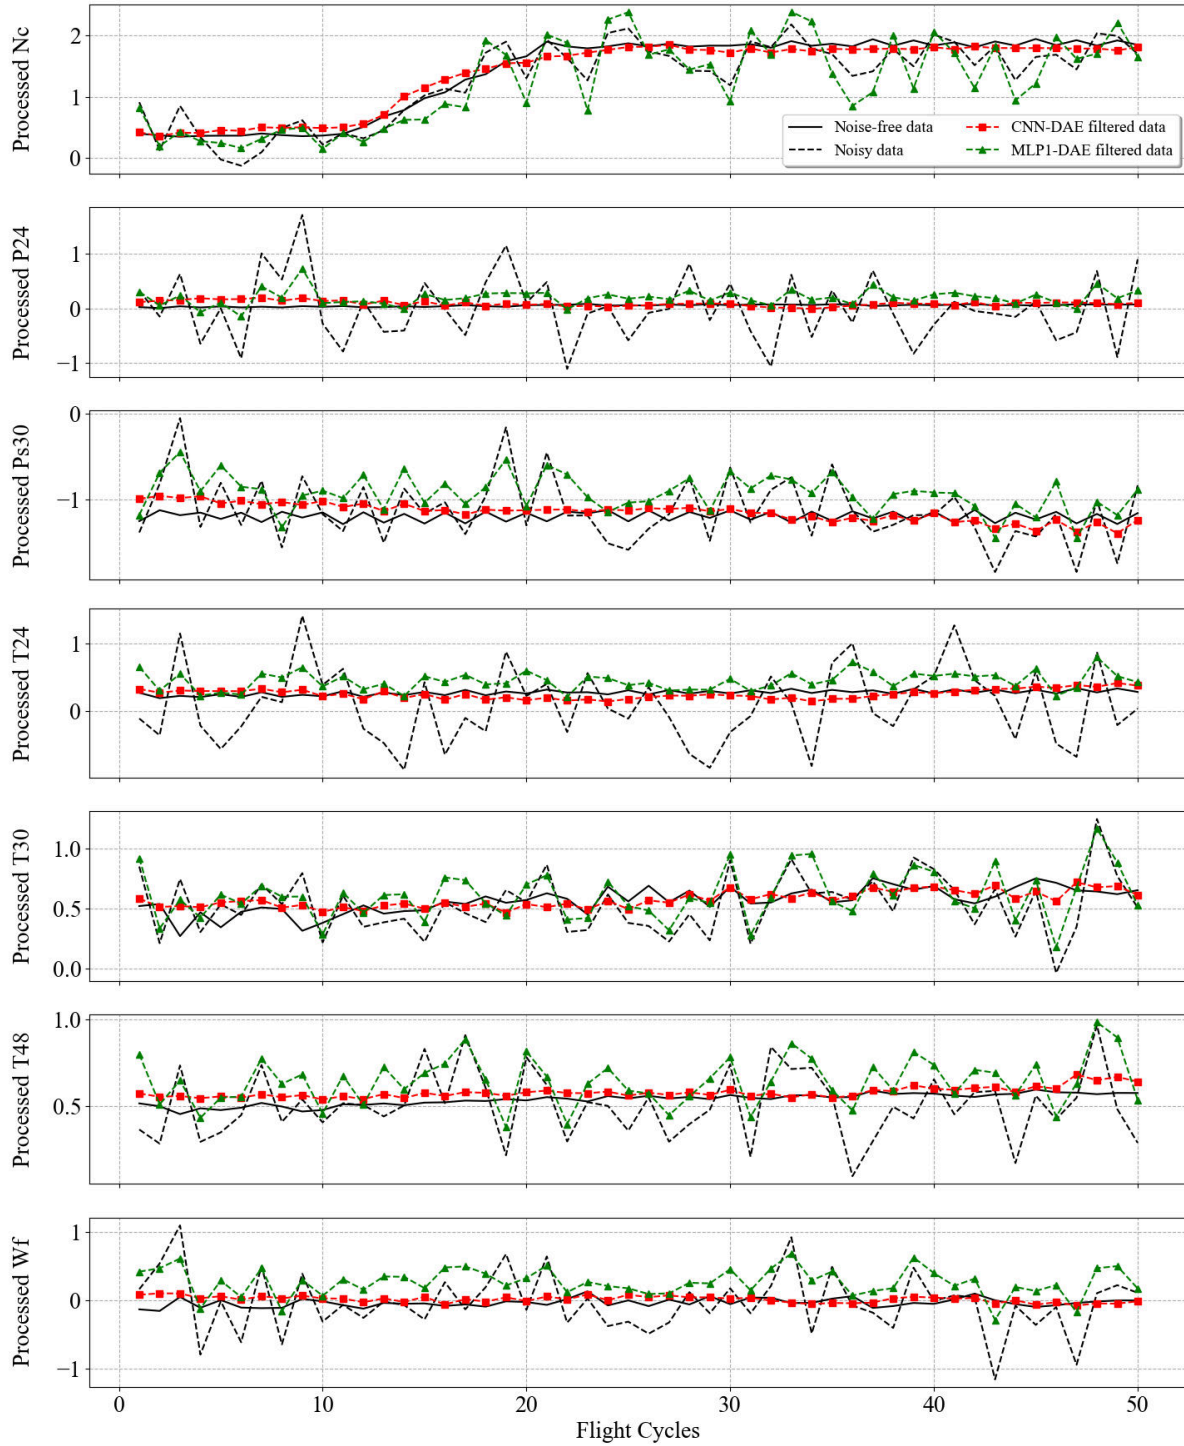 Processed Nc
2
1
0
Noise-free data
Noisy data
CNN-DAE filtered data
MLP1-DAE filtered data
Processed P24
1
0
−1
Processed Ps30
0
−1
Processed T24
1
0
Processed T30
1.0
0.5
0.0
Processed T48
1.0
0.5
Processed Wf
1
0
−1
0 10 20 30 40 50
Flight Cycles